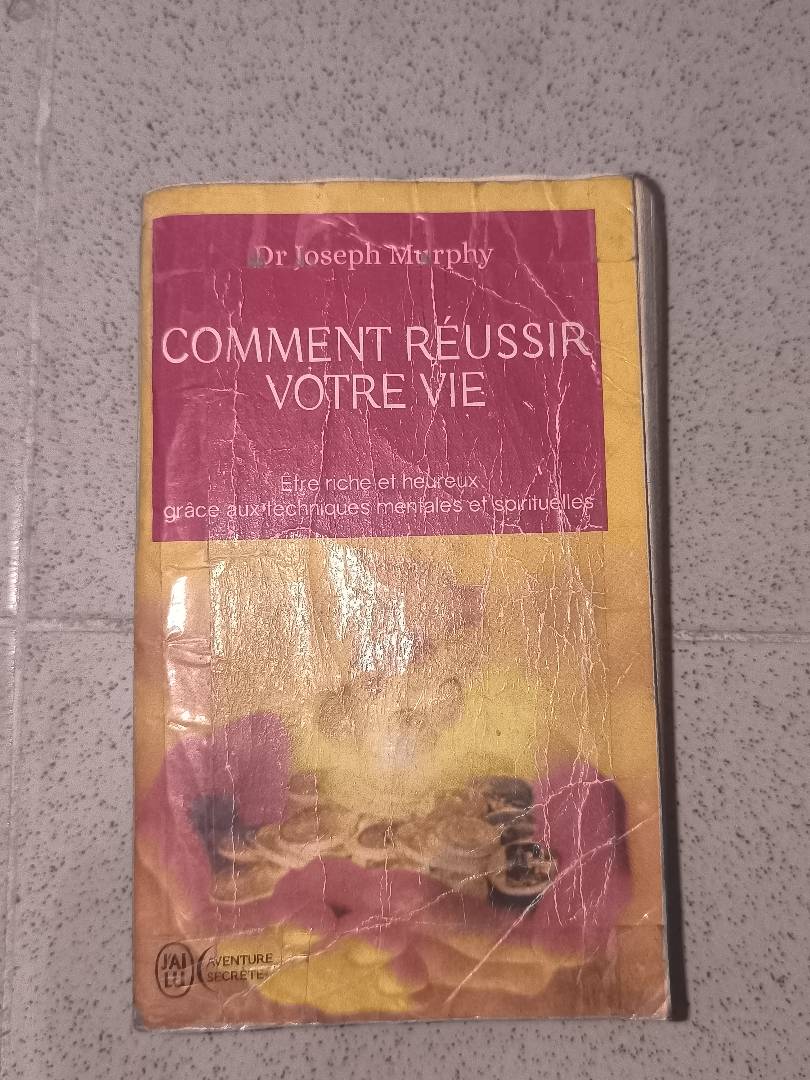 Dr Joseph Murphy
COMMENT RÉUSSIR
VOTRE VIE
Être riche et heureux
grâce aux techniques mentales et spirituelles
J'AI
LU
AVENTURE
SECRÈTE